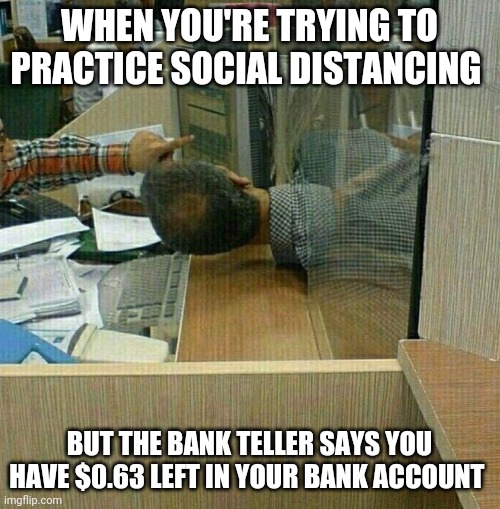 WHEN YOU'RE TRYING TO
PRACTICE SOCIAL DISTANCING
BUT THE BANK TELLER SAYS YOU
HAVE $0.63 LEFT IN YOUR BANK ACCOUNT
imgflip.com